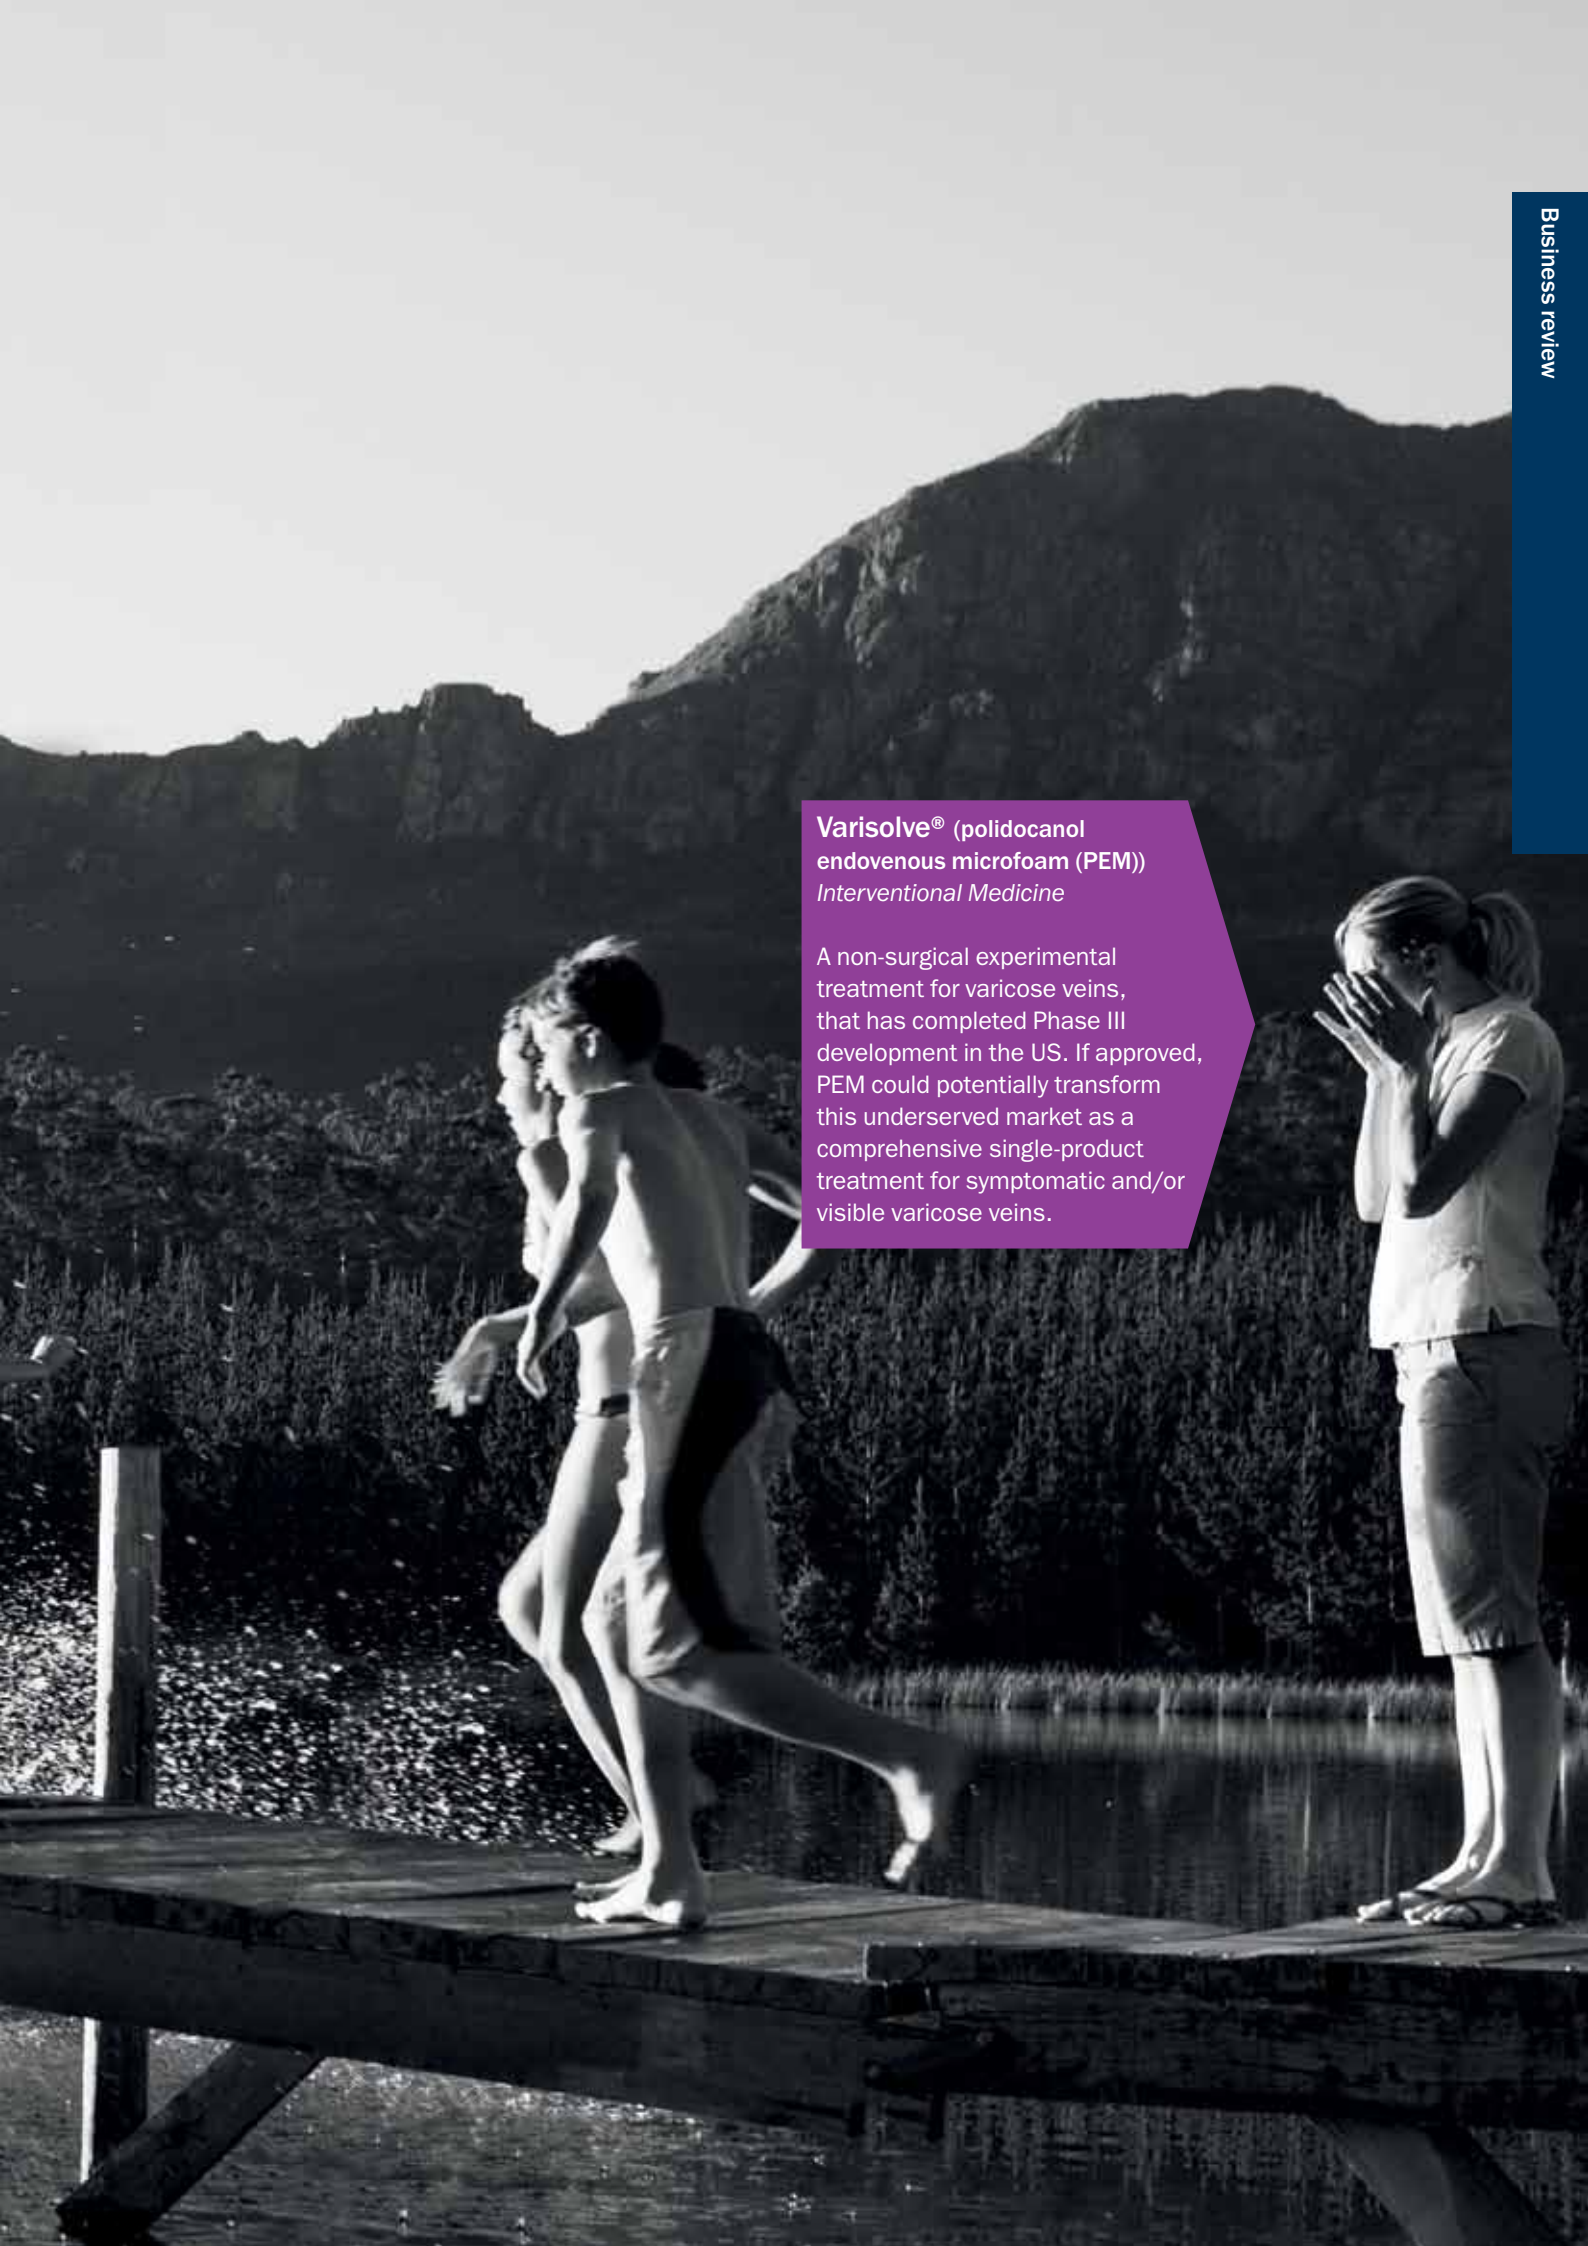 Business review
Varisolve® (polidocanol
endovenous microfoam (PEM))
Interventional Medicine
A non-surgical experimental
treatment for varicose veins,
that has completed Phase III
development in the US. If approved,
PEM could potentially transform
this underserved market as a
comprehensive single-product
treatment for symptomatic and/or
visible varicose veins.